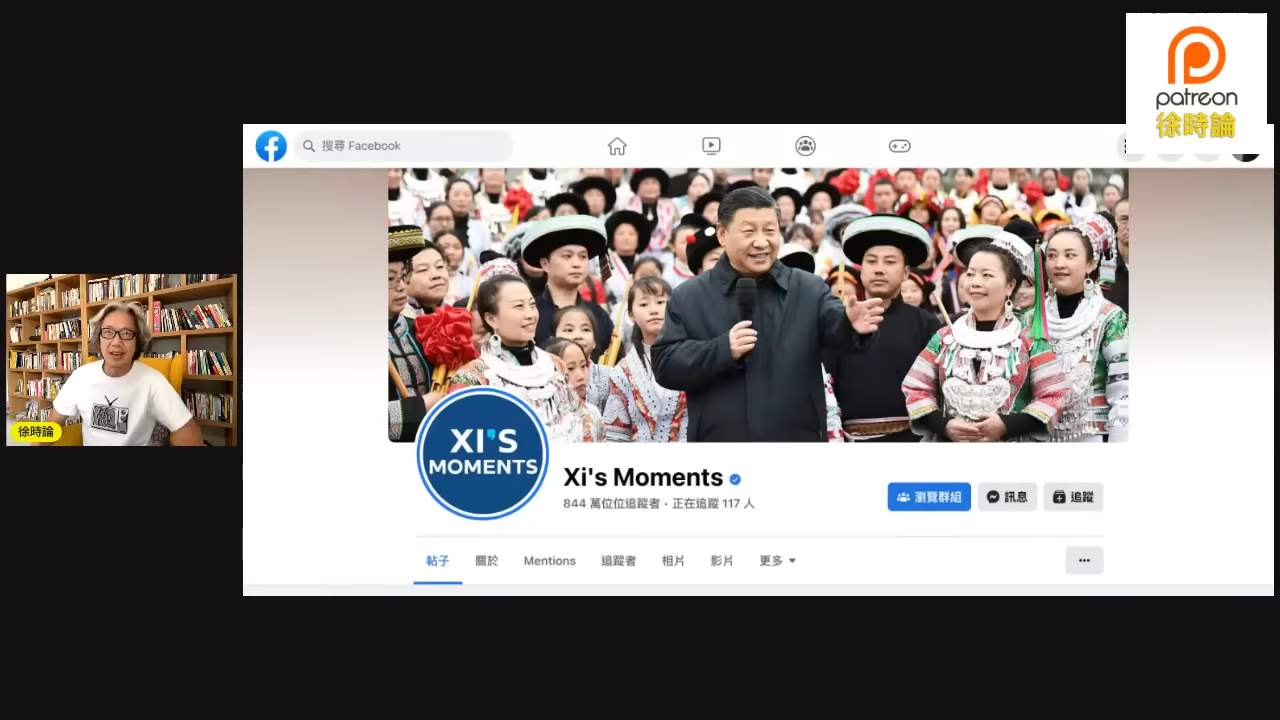 patreon
徐時論
搜尋 Facebook
XI'S
MOMENTS
Xi's Moments
844 萬位位追蹤者・正在追蹤 117 人
瀏覽群組
訊息
追蹤
帖子
關於
Mentions
追蹤者
相片
影片
更多
徐時論